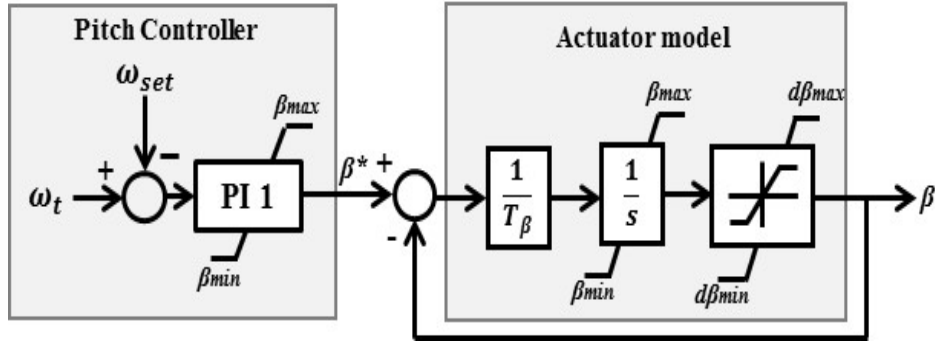 Pitch Controller
ω_set
βmax
+
−
ω_t
PI 1
βmin
β* +
-
Actuator model
βmax
dβmax
1
T_β
1
s
β
βmin
dβmin